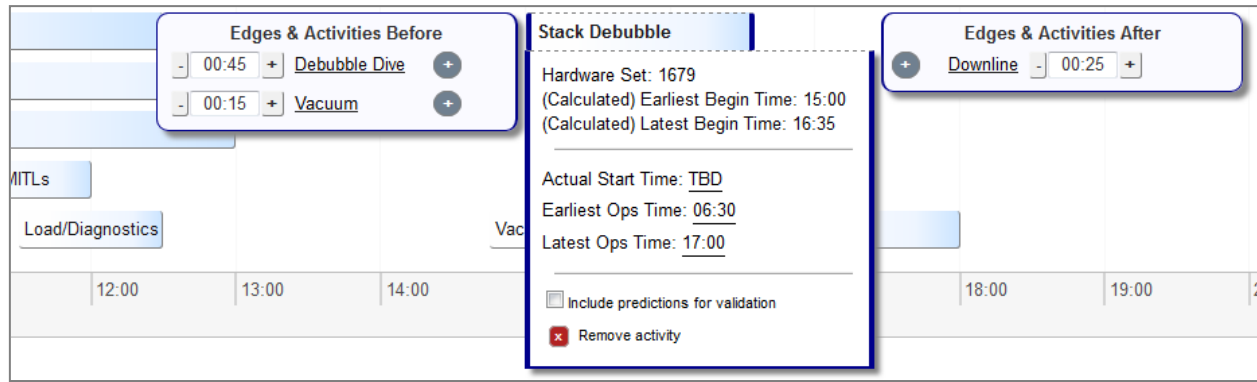 Edges & Activities Before
- 00:45 + Debubble Dive +
- 00:15 + Vacuum +
Stack Debubble
Hardware Set: 1679
(Calculated) Earliest Begin Time: 15:00
(Calculated) Latest Begin Time: 16:35
Actual Start Time: TBD
Earliest Ops Time: 06:30
Latest Ops Time: 17:00
Include predictions for validation
x Remove activity
Edges & Activities After
+ Downline - 00:25 +
MITLs
Load/Diagnostics
Vac
12:00 13:00 14:00 18:00 19:00